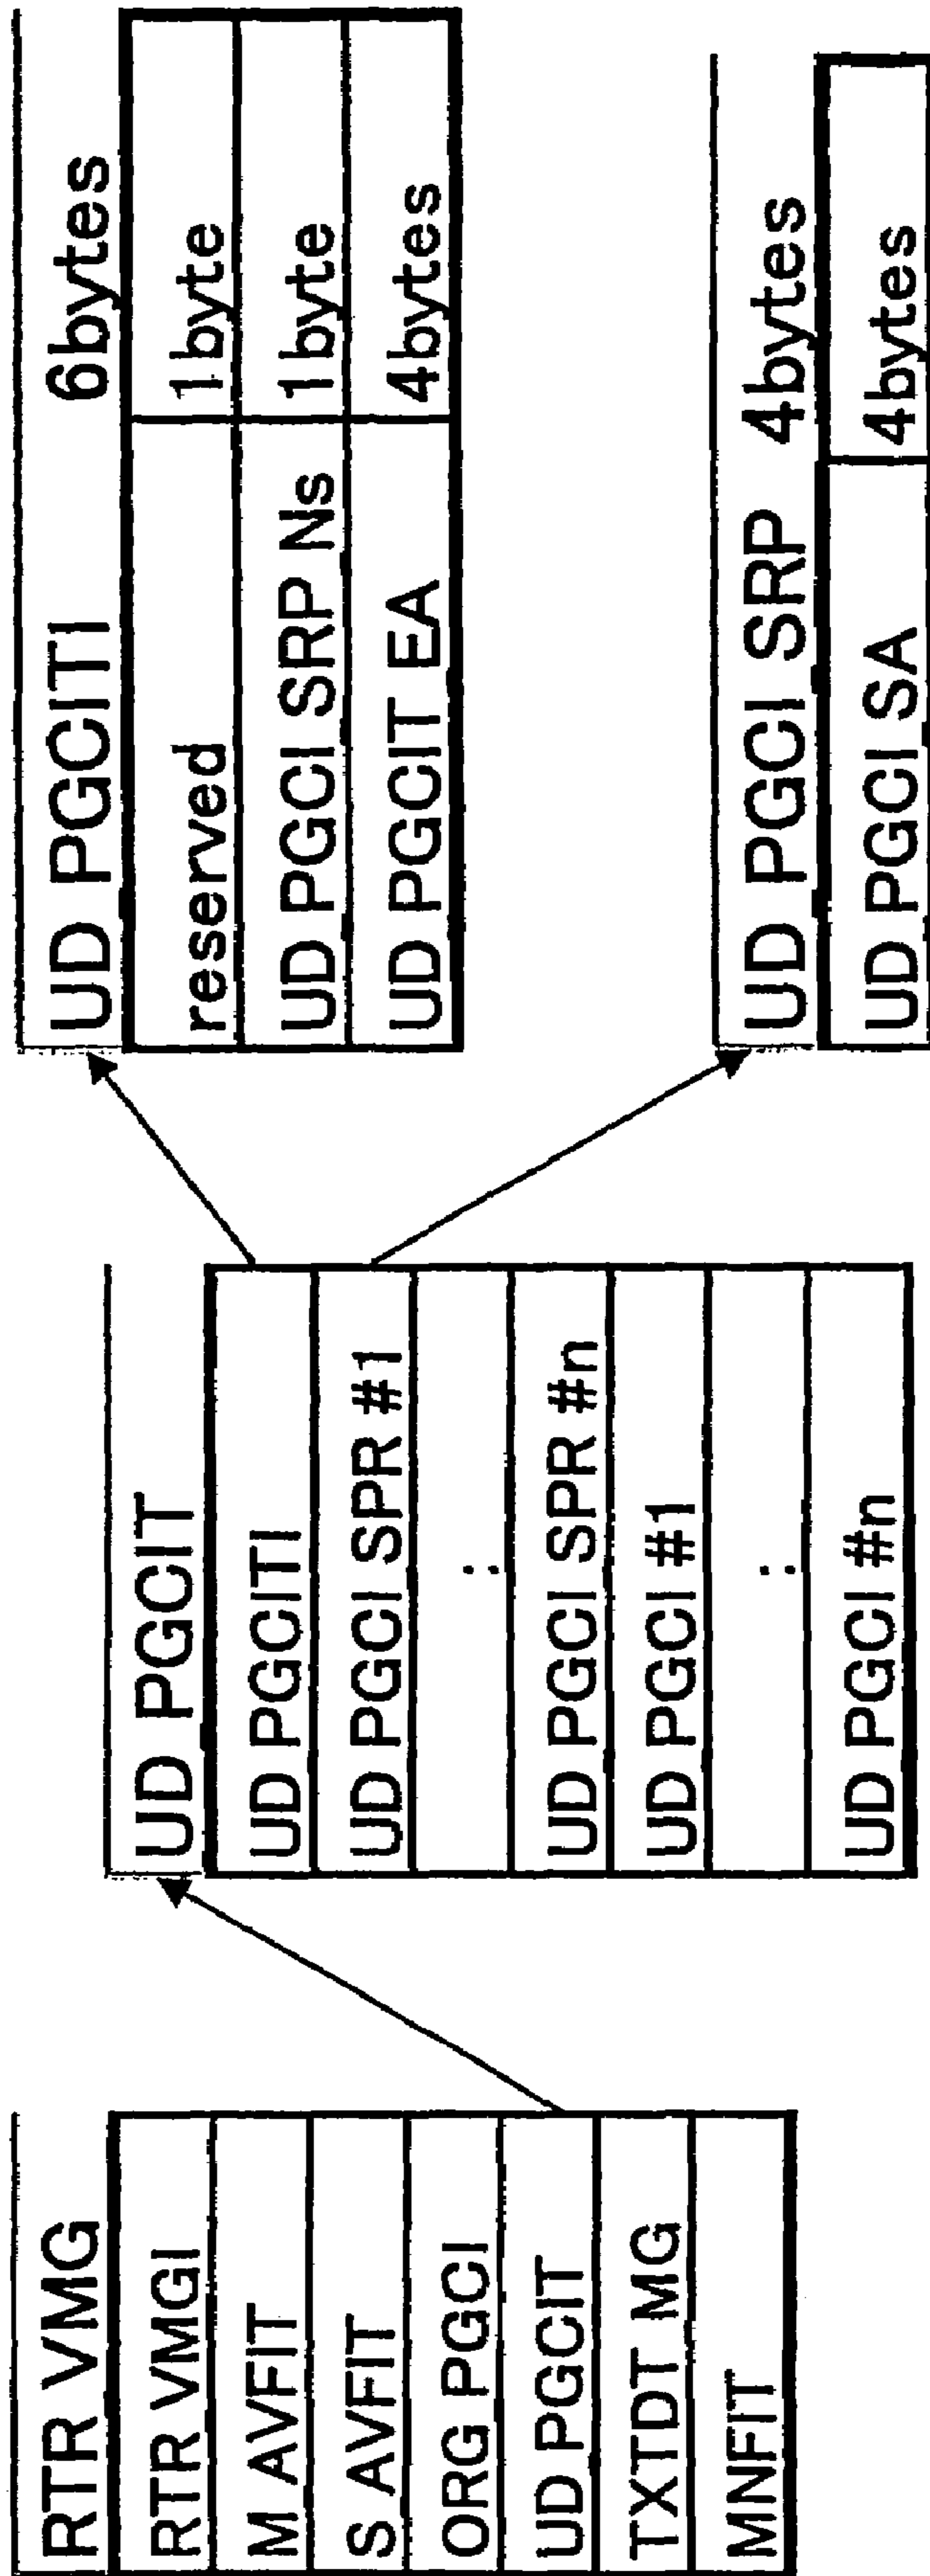 RTR VMG
RTR VMGI
M AVFIT
S AVFIT
ORG PGCI
UD PGCIT
TXTDT MG
MNFIT
UD PGCIT
UD PGCITI
UD PGCI SPR #1
:
UD PGCI SPR #n
UD PGCI #1
:
UD PGCI #n
UD PGCITI 6bytes
reserved 1byte
UD PGCI SRP Ns 1byte
UD PGCIT EA 4bytes
UD PGCI SRP 4bytes
UD PGCI SA 4bytes